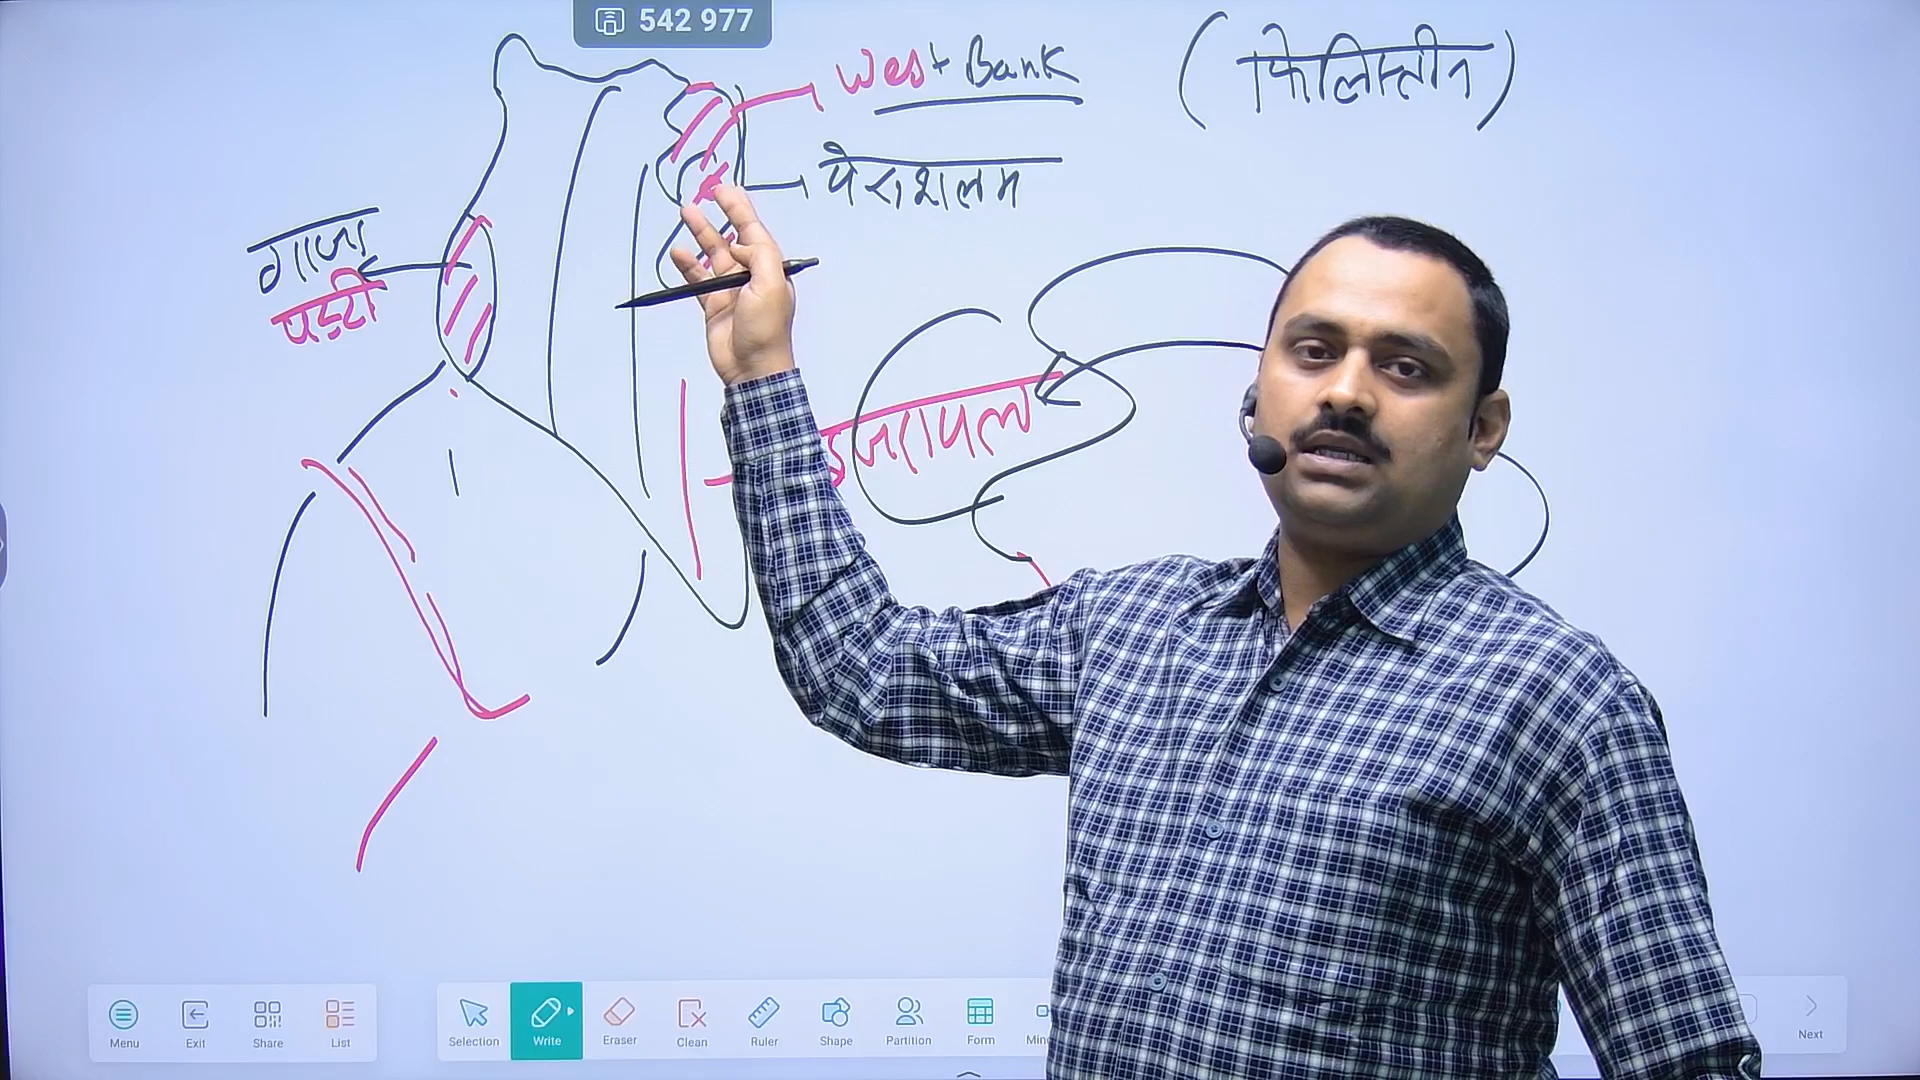 542 977
West Bank
(फिलिस्तीन)
येरुशलम
गाजा
पट्टी
इजरायल
Menu
Exit
Share
List
Selection
Write
Eraser
Clean
Ruler
Shape
Partition
Form
Next